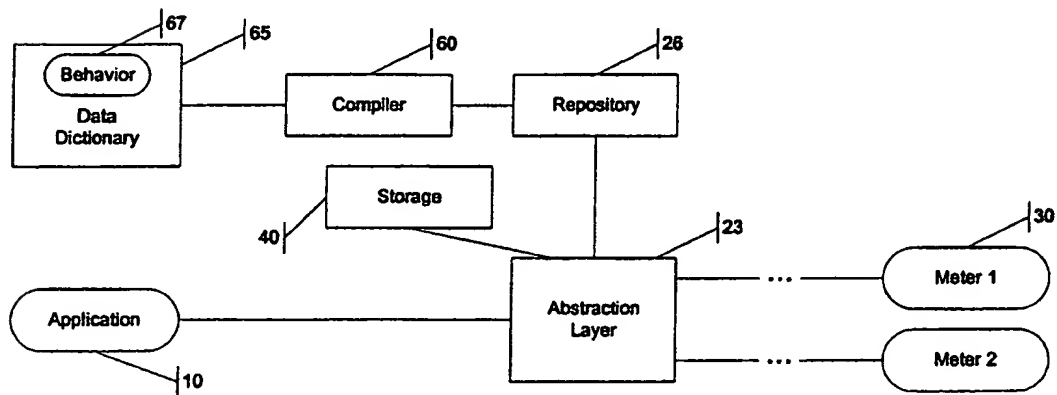 67
65
60
26
Behavior
Data
Dictionary
Compiler
Repository
Storage
40
23
30
Meter 1
Application
Abstraction
Layer
Meter 2
10
... 
...